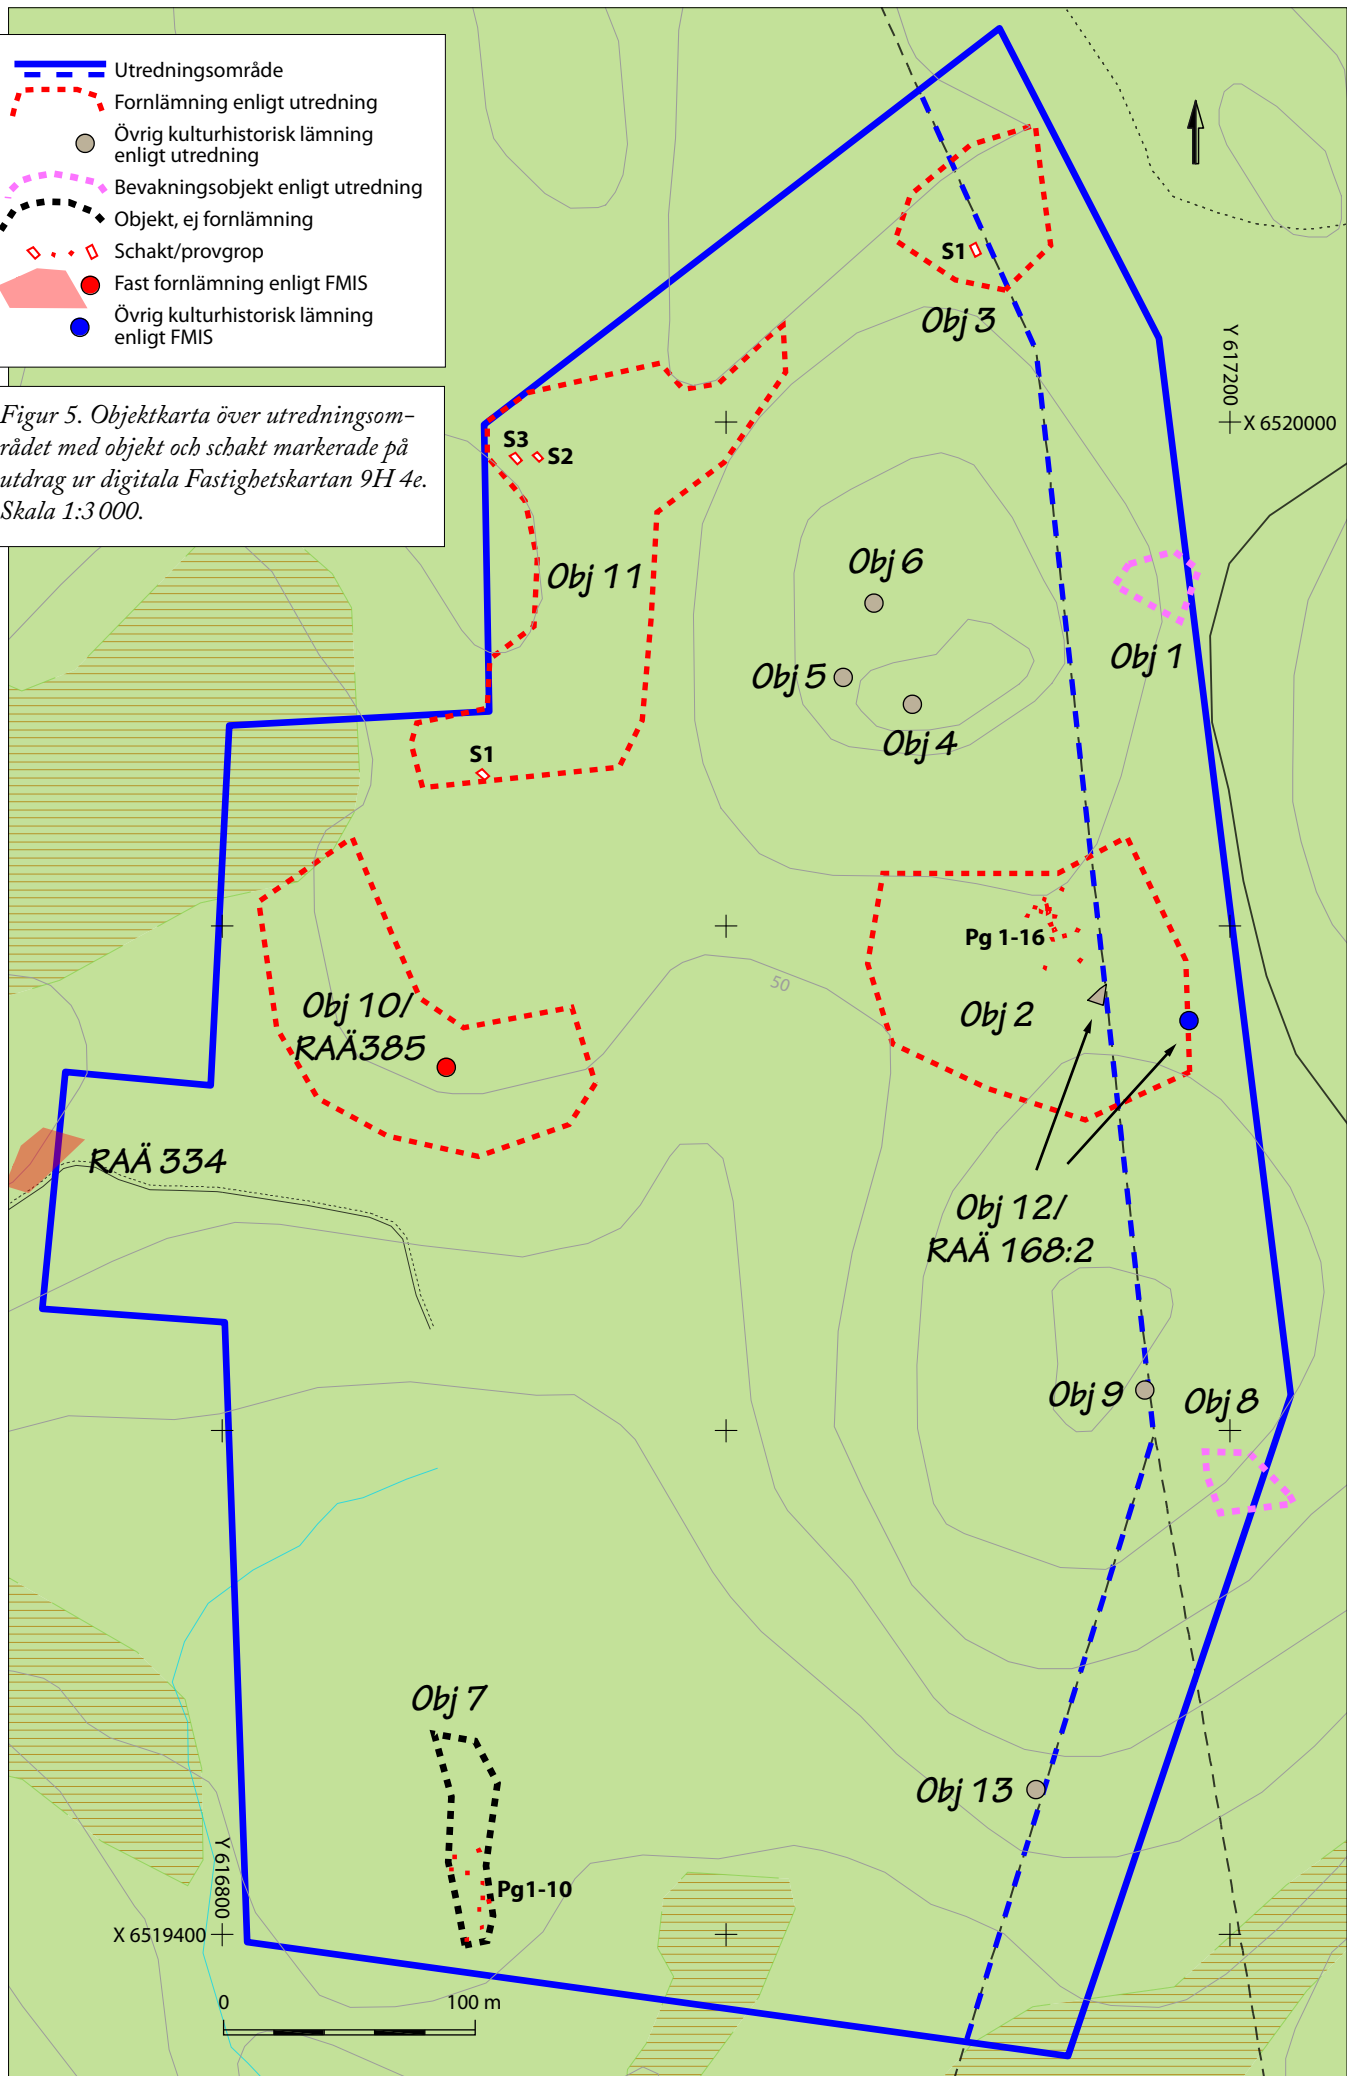 Utredningsområde
Fornlämning enligt utredning
Övrig kulturhistorisk lämning
enligt utredning
Bevakningsobjekt enligt utredning
Objekt, ej fornlämning
Schakt/provgrop
Fast fornlämning enligt FMIS
Övrig kulturhistorisk lämning
enligt FMIS
Figur 5. Objektkarta över utredningsom-
rådet med objekt och schakt markerade på
utdrag ur digitala Fastighetskartan 9H 4e.
Skala 1:3 000.
S1
Obj 3
Y 617200
X 6520000
S3
S2
Obj 11
Obj 6
Obj 5
Obj 4
Obj 1
S1
Pg 1-16
50
Obj 2
Obj 10/
RAÄ385
RAÄ 334
Obj 12/
RAÄ 168:2
Obj 9
Obj 8
Obj 7
Obj 13
Pg1-10
Y 616800
X 6519400
0
100 m